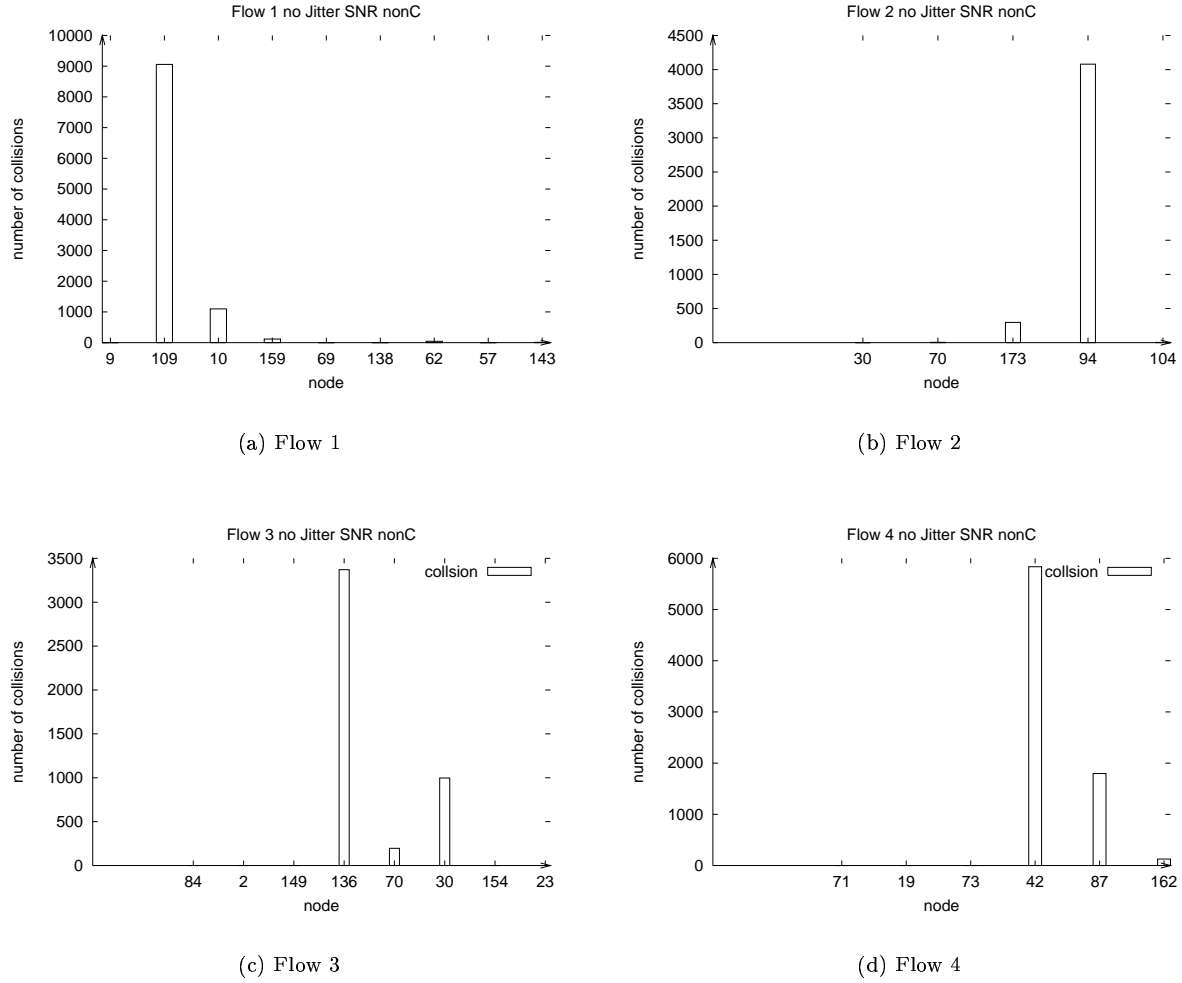 Flow 1 no Jitter SNR nonC
number of collisions
10000
9000
8000
7000
6000
5000
4000
3000
2000
1000
0
9 109 10 159 69 138 62 57 143
node
(a) Flow 1
Flow 2 no Jitter SNR nonC
number of collisions
4500
4000
3500
3000
2500
2000
1500
1000
500
0
30 70 173 94 104
node
(b) Flow 2
Flow 3 no Jitter SNR nonC
collsion
number of collisions
3500
3000
2500
2000
1500
1000
500
0
84 2 149 136 70 30 154 23
node
(c) Flow 3
Flow 4 no Jitter SNR nonC
collsion
number of collisions
6000
5000
4000
3000
2000
1000
0
71 19 73 42 87 162
node
(d) Flow 4